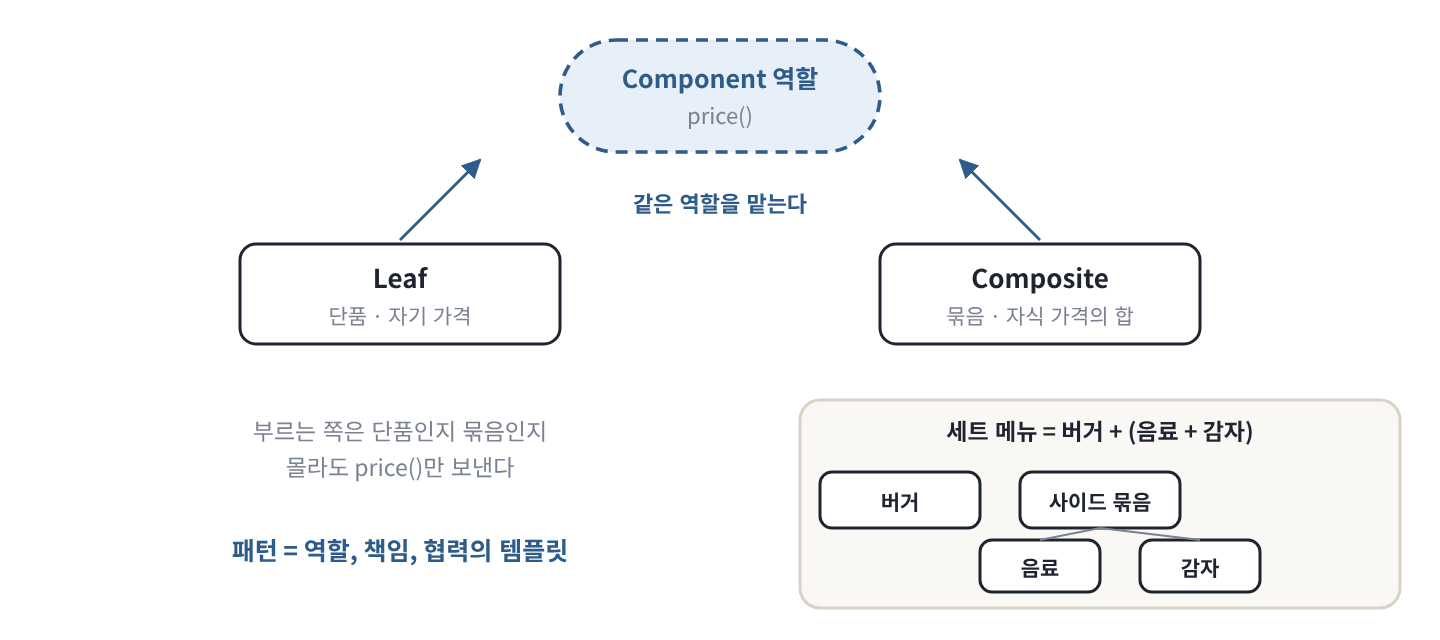 Component 역할
price()
같은 역할을 맡는다
Leaf
단품 · 자기 가격
Composite
묶음 · 자식 가격의 합
부르는 쪽은 단품인지 묶음인지
몰라도 price()만 보낸다
패턴 = 역할, 책임, 협력의 템플릿
세트 메뉴 = 버거 + (음료 + 감자)
버거
사이드 묶음
음료
감자